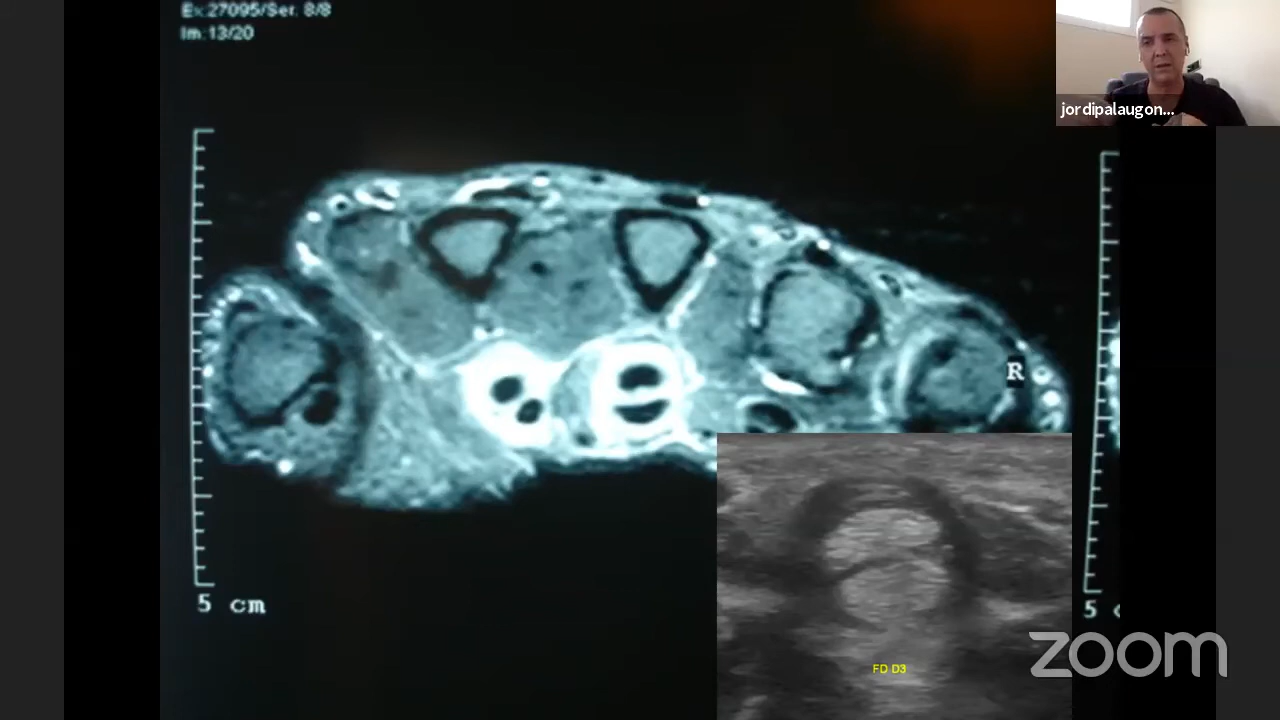 Ex:27095/Ser: 8/8
Im:13/20
jordipalaugon...
R
5 cm
5 c
FD D3
zoom